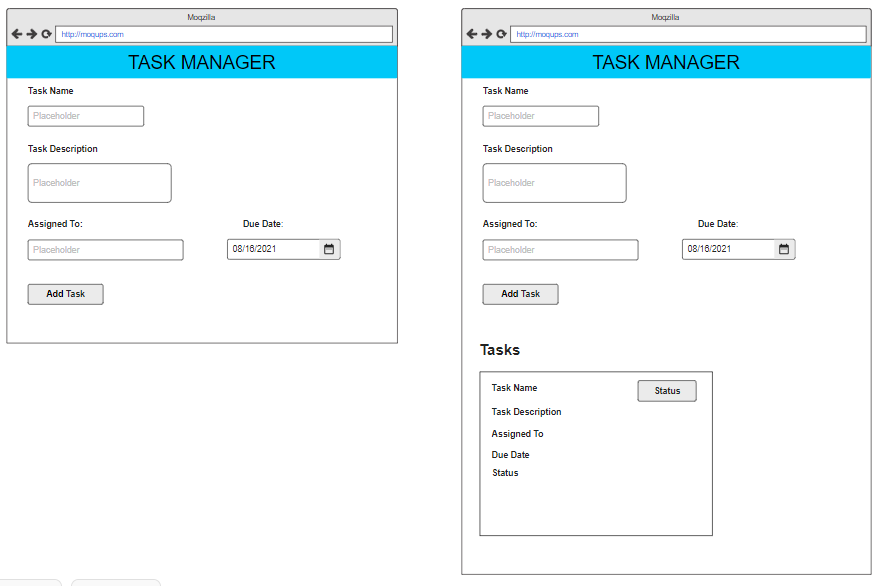 Moqzilla
http://moqups.com
TASK MANAGER
Task Name
Placeholder
Task Description
Placeholder
Assigned To:
Due Date:
Placeholder
08/16/2021
Add Task
Moqzilla
http://moqups.com
TASK MANAGER
Task Name
Placeholder
Task Description
Placeholder
Assigned To:
Due Date:
Placeholder
08/16/2021
Add Task
Tasks
Task Name
Status
Task Description
Assigned To
Due Date
Status